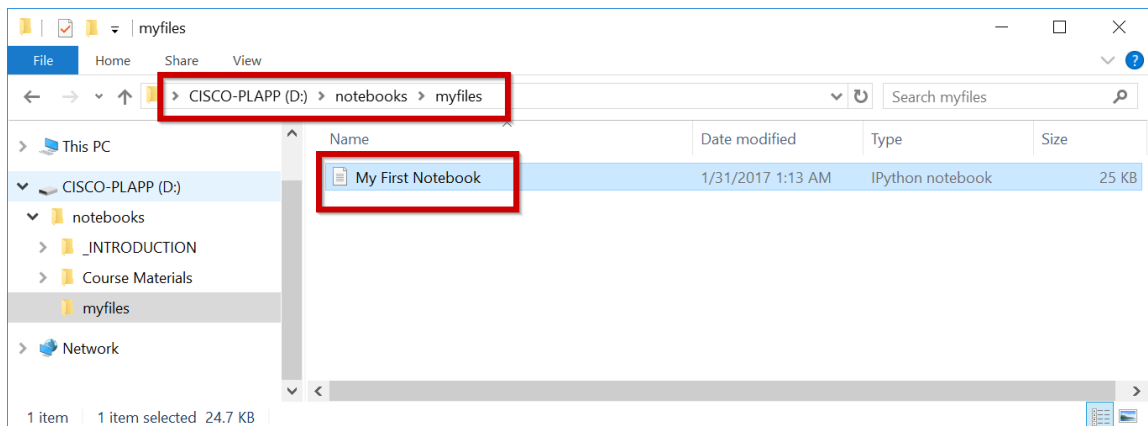 myfiles
File Home Share View
CISCO-PLAPP (D:) notebooks myfiles Search myfiles
Name Date modified Type Size
This PC
My First Notebook 1/31/2017 1:13 AM IPython notebook 25 KB
CISCO-PLAPP (D:)
notebooks
_INTRODUCTION
Course Materials
myfiles
Network
1 item 1 item selected 24.7 KB